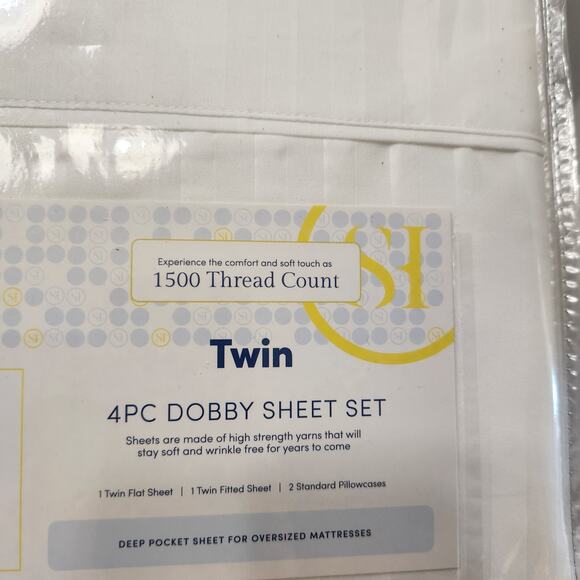 Experience the comfort and soft touch as
1500 Thread Count
SH
Twin
4PC DOBBY SHEET SET
Sheets are made of high strength yarns that will
stay soft and wrinkle free for years to come
1 Twin Flat Sheet | 1 Twin Fitted Sheet | 2 Standard Pillowcases
DEEP POCKET SHEET FOR OVERSIZED MATTRESSES